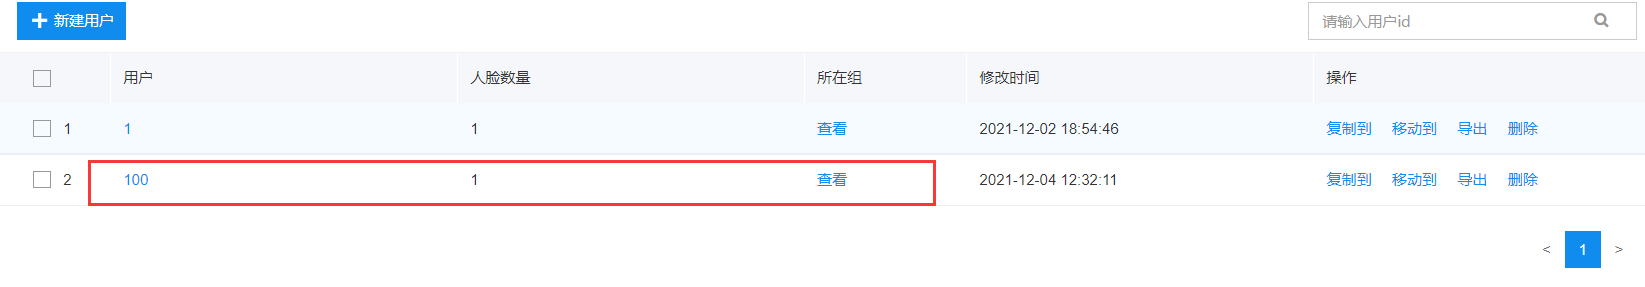 新建用户
请输入用户id
用户 人脸数量 所在组 修改时间 操作
1 1 1 查看 2021-12-02 18:54:46 复制到 移动到 导出 删除
2 100 1 查看 2021-12-04 12:32:11 复制到 移动到 导出 删除
< 1 >